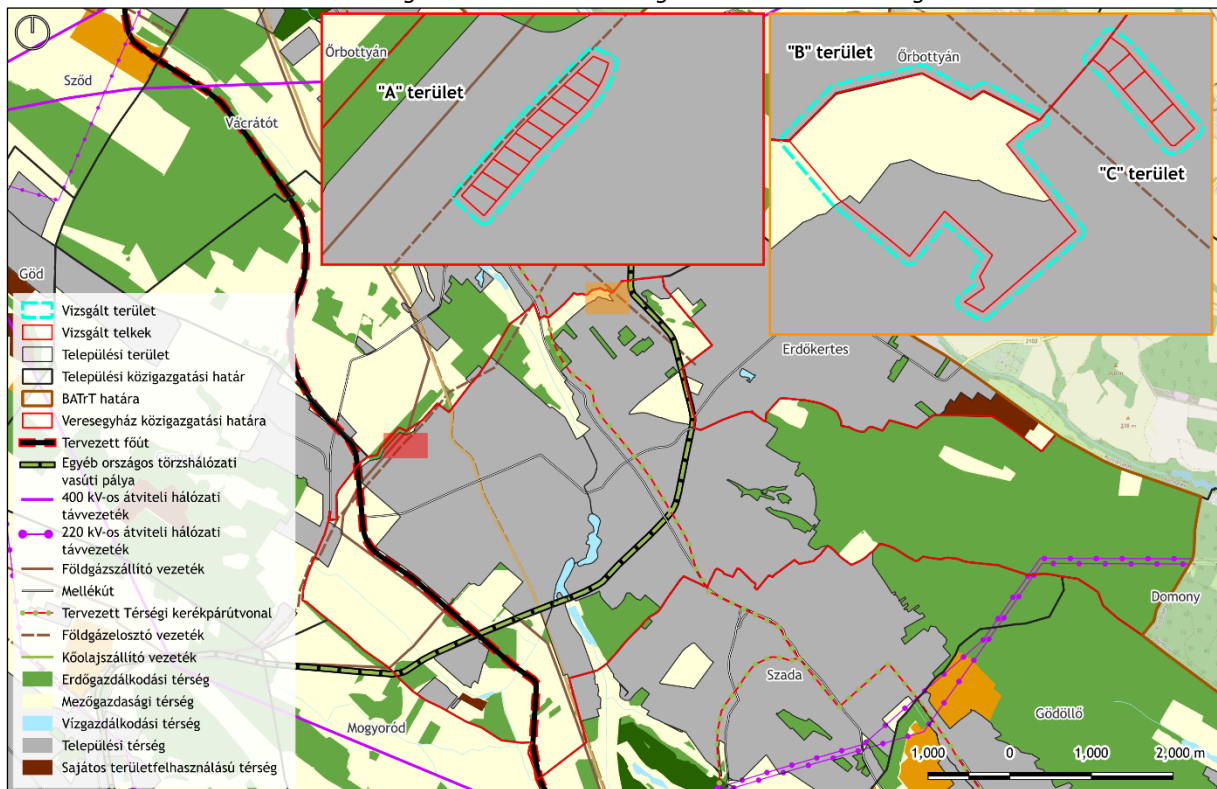 Őrbottyán
"A" terület
"B" terület
Őrbottyán
"C" terület
Sződ
Vácrátót
Göd
Erdőkertes
Domony
Szada
Gödöllő
Mogyoród
Vizsgált terület
Vizsgált telkek
Települési terület
Települési közigazgatási határ
BATrT határa
Veresegyház közigazgatási határa
Tervezett főút
Egyéb országos törzshálózati
vasúti pálya
400 kV-os átviteli hálózati
távvezeték
220 kV-os átviteli hálózati
távvezeték
Földgázszállító vezeték
Mellékút
Tervezett Térségi kerékpárútvonal
Földgázelosztó vezeték
Kőolajszállító vezeték
Erdőgazdálkodási térség
Mezőgazdasági térség
Vízgazdálkodási térség
Települési térség
Sajátos területfelhasználású térség
1,000 0 1,000 2,000 m